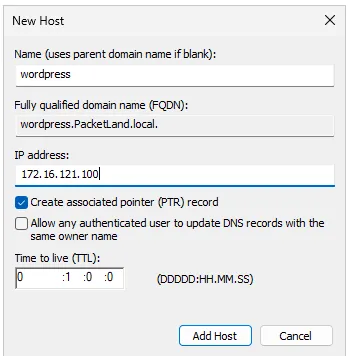 New Host
Name (uses parent domain name if blank):
wordpress
Fully qualified domain name (FQDN):
wordpress.PacketLand.local.
IP address:
172.16.121.100
Create associated pointer (PTR) record
Allow any authenticated user to update DNS records with the
same owner name
Time to live (TTL):
0 :1 :0 :0 (DDDDD:HH.MM.SS)
Add Host Cancel